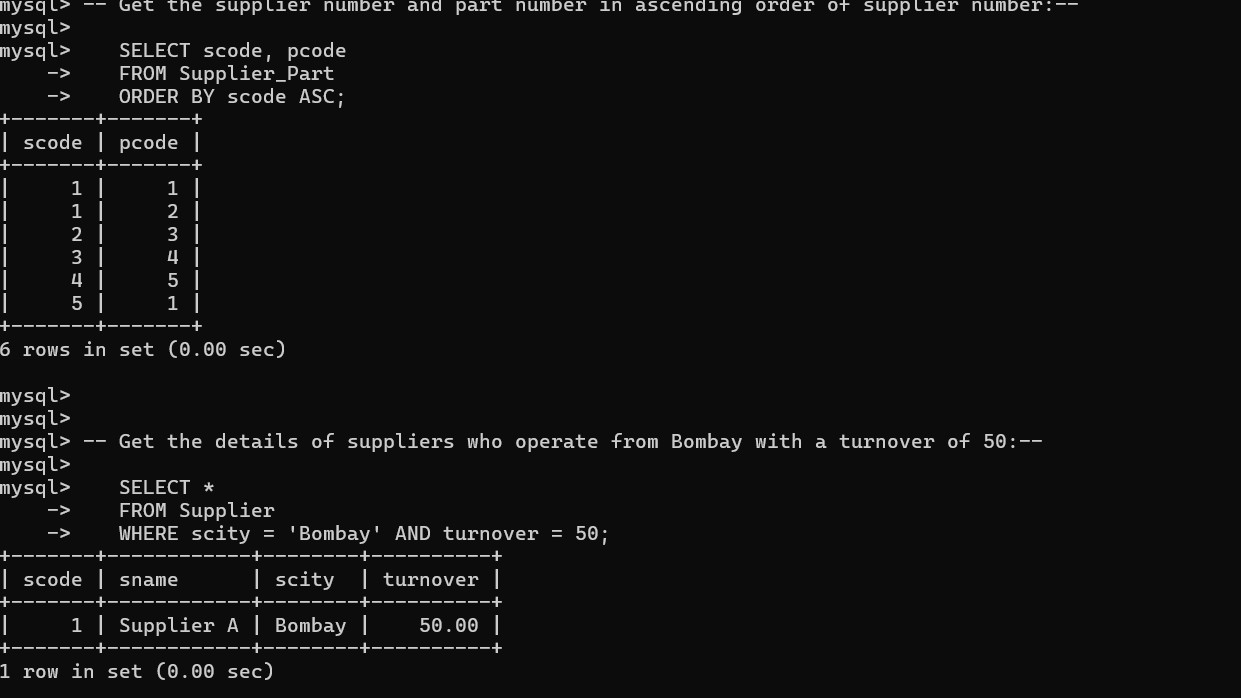 mysql> -- Get the supplier number and part number in ascending order of supplier number:--
mysql>
mysql>    SELECT scode, pcode
    ->    FROM Supplier_Part
    ->    ORDER BY scode ASC;
+-------+-------+
| scode | pcode |
+-------+-------+
|     1 |     1 |
|     1 |     2 |
|     2 |     3 |
|     3 |     4 |
|     4 |     5 |
|     5 |     1 |
+-------+-------+
6 rows in set (0.00 sec)

mysql>
mysql>
mysql> -- Get the details of suppliers who operate from Bombay with a turnover of 50:--
mysql>
mysql>    SELECT *
    ->    FROM Supplier
    ->    WHERE scity = 'Bombay' AND turnover = 50;
+-------+------------+--------+----------+
| scode | sname      | scity  | turnover |
+-------+------------+--------+----------+
|     1 | Supplier A | Bombay |    50.00 |
+-------+------------+--------+----------+
1 row in set (0.00 sec)